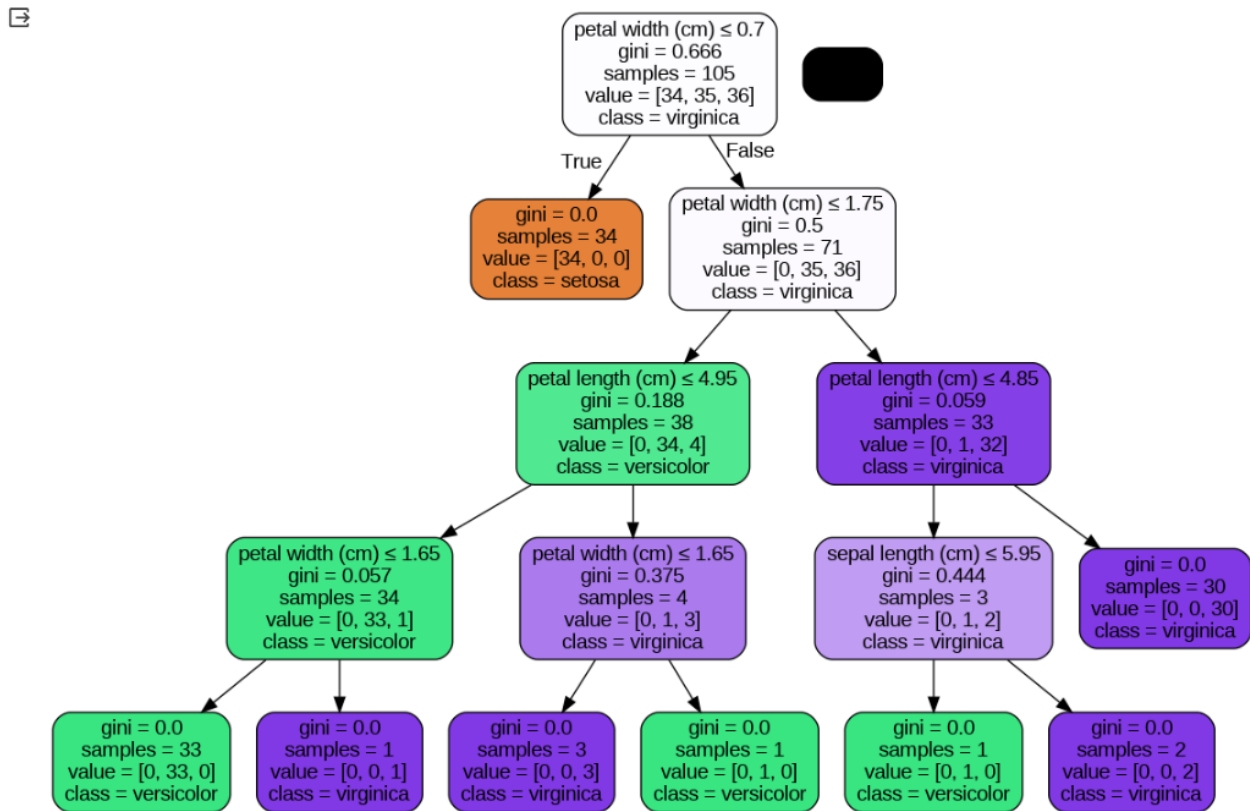 petal width (cm) ≤ 0.7
gini = 0.666
samples = 105
value = [34, 35, 36]
class = virginica
True
False
gini = 0.0
samples = 34
value = [34, 0, 0]
class = setosa
petal width (cm) ≤ 1.75
gini = 0.5
samples = 71
value = [0, 35, 36]
class = virginica
petal length (cm) ≤ 4.95
gini = 0.188
samples = 38
value = [0, 34, 4]
class = versicolor
petal length (cm) ≤ 4.85
gini = 0.059
samples = 33
value = [0, 1, 32]
class = virginica
petal width (cm) ≤ 1.65
gini = 0.057
samples = 34
value = [0, 33, 1]
class = versicolor
petal width (cm) ≤ 1.65
gini = 0.375
samples = 4
value = [0, 1, 3]
class = virginica
sepal length (cm) ≤ 5.95
gini = 0.444
samples = 3
value = [0, 1, 2]
class = virginica
gini = 0.0
samples = 30
value = [0, 0, 30]
class = virginica
gini = 0.0
samples = 33
value = [0, 33, 0]
class = versicolor
gini = 0.0
samples = 1
value = [0, 0, 1]
class = virginica
gini = 0.0
samples = 3
value = [0, 0, 3]
class = virginica
gini = 0.0
samples = 1
value = [0, 1, 0]
class = versicolor
gini = 0.0
samples = 1
value = [0, 1, 0]
class = versicolor
gini = 0.0
samples = 2
value = [0, 0, 2]
class = virginica